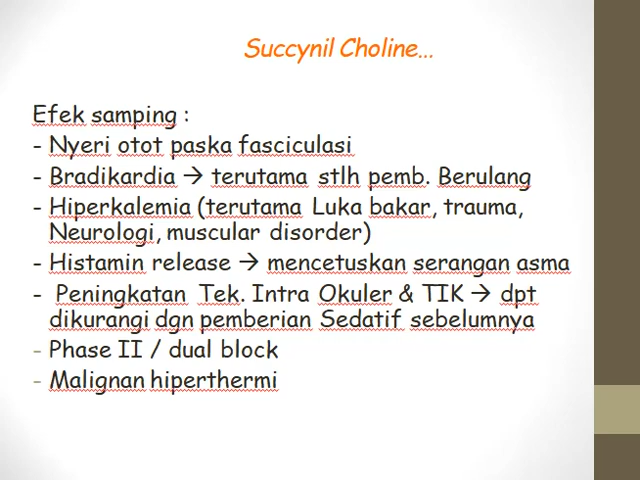 Succynil Choline…
Efek samping :
- Nyeri otot paska fasciculasi
- Bradikardia → terutama stlh pemb. Berulang
- Hiperkalemia (terutama Luka bakar, trauma,
Neurologi, muscular disorder)
- Histamin release → mencetuskan serangan asma
- Peningkatan Tek. Intra Okuler & TIK → dpt
dikurangi dgn pemberian Sedatif sebelumnya
- Phase II / dual block
- Malignan hiperthermi